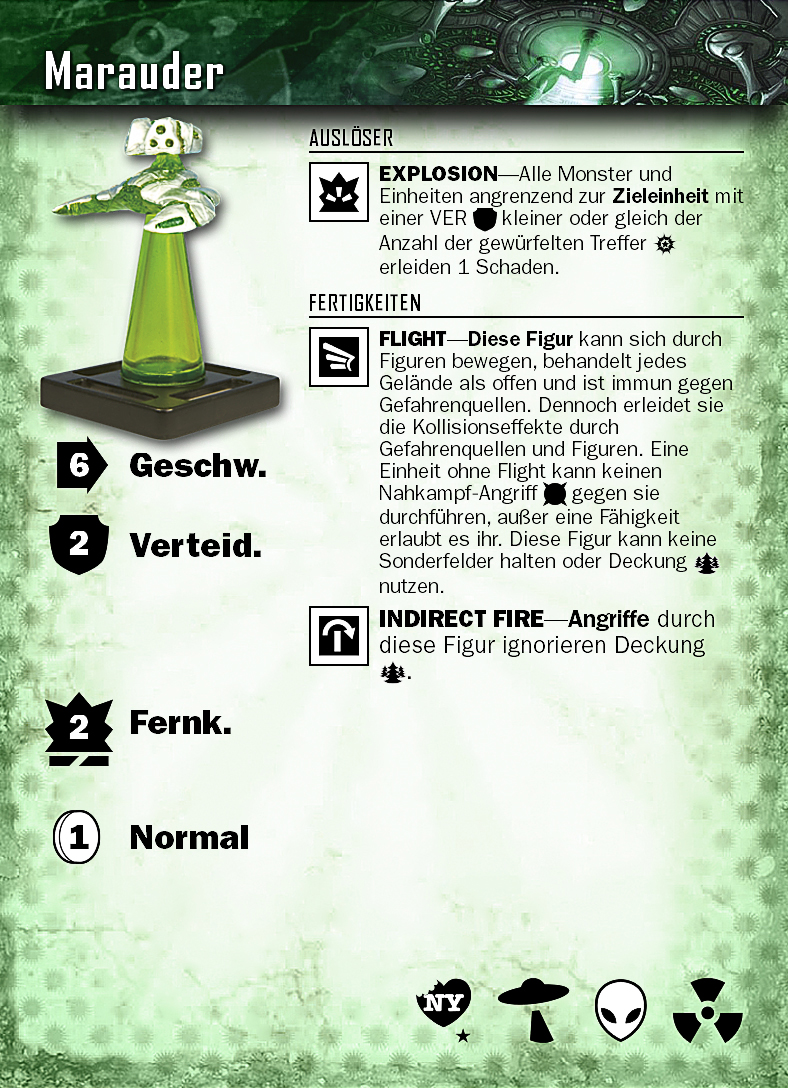 Marauder
AUSLÖSER
EXPLOSION—Alle Monster und
Einheiten angrenzend zur Zieleinheit mit
einer VER kleiner oder gleich der
Anzahl der gewürfelten Treffer
erleiden 1 Schaden.
FERTIGKEITEN
FLIGHT—Diese Figur kann sich durch
Figuren bewegen, behandelt jedes
Gelände als offen und ist immun gegen
Gefahrenquellen. Dennoch erleidet sie
die Kollisionseffekte durch
Gefahrenquellen und Figuren. Eine
Einheit ohne Flight kann keinen
Nahkampf-Angriff gegen sie
durchführen, außer eine Fähigkeit
erlaubt es ihr. Diese Figur kann keine
Sonderfelder halten oder Deckung
nutzen.
INDIRECT FIRE—Angriffe durch
diese Figur ignorieren Deckung
.
6 Geschw.
2 Verteid.
2 Fernk.
1 Normal
NY